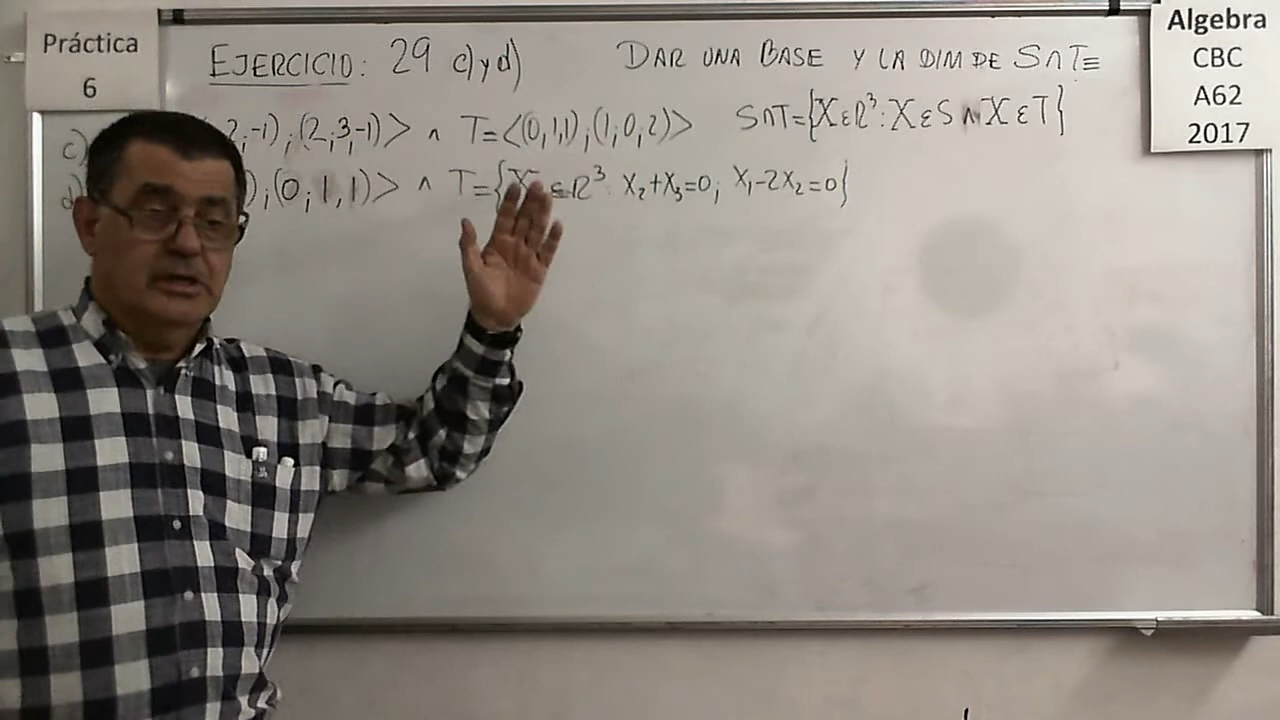 Práctica
6
EJERCICIO: 29 c) y d) DAR UNA BASE Y LA DIM DE S∩T≡
c) 2,-1),(2,3,-1)> ∧ T=<(0,1,1),(1,0,2)> S∩T={X∈R³: X∈S ∧ X∈T}
d) ),(0,1,1)> ∧ T={X∈R³ X₂+X₃=0, X₁-2X₂=0}
Algebra
CBC
A62
2017